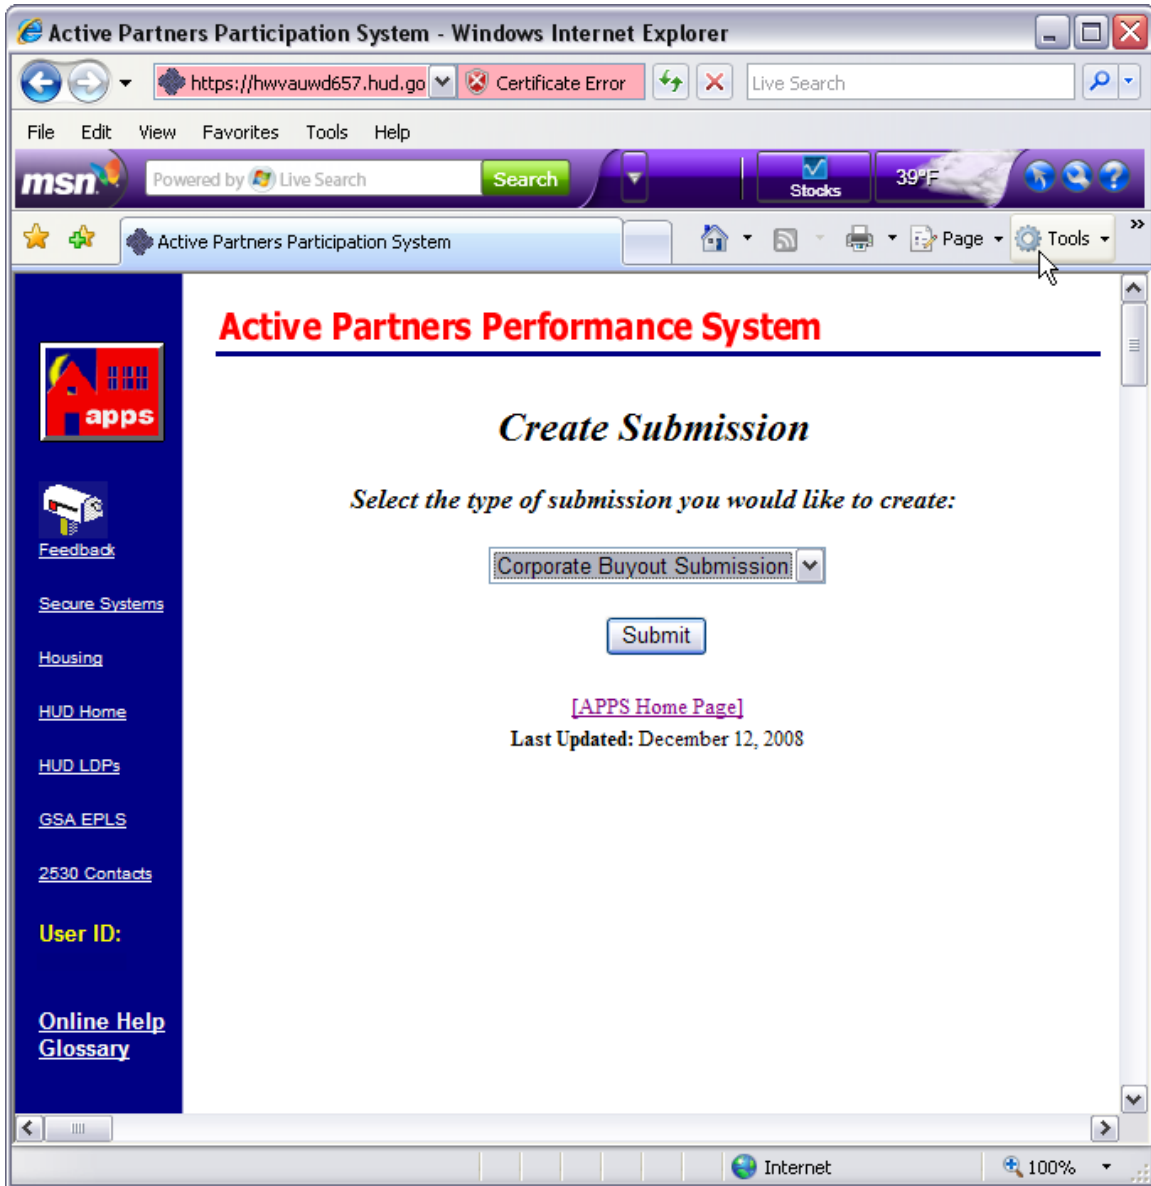 Active Partners Participation System - Windows Internet Explorer
https://hwvauwd657.hud.go Certificate Error Live Search
File Edit View Favorites Tools Help
msn Powered by Live Search Search Stocks 39°F
Active Partners Participation System Page Tools »
Active Partners Performance System
apps
Create Submission
Select the type of submission you would like to create:
Corporate Buyout Submission
Submit
[APPS Home Page]
Last Updated: December 12, 2008
Feedback
Secure Systems
Housing
HUD Home
HUD LDPs
GSA EPLS
2530 Contacts
User ID:
Online Help
Glossary
Internet 100%